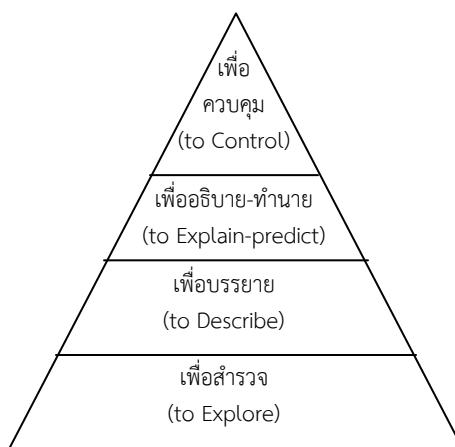 เพื่อ
ควบคุม
(to Control)
เพื่ออธิบาย-ทำนาย
(to Explain-predict)
เพื่อบรรยาย
(to Describe)
เพื่อสำรวจ
(to Explore)